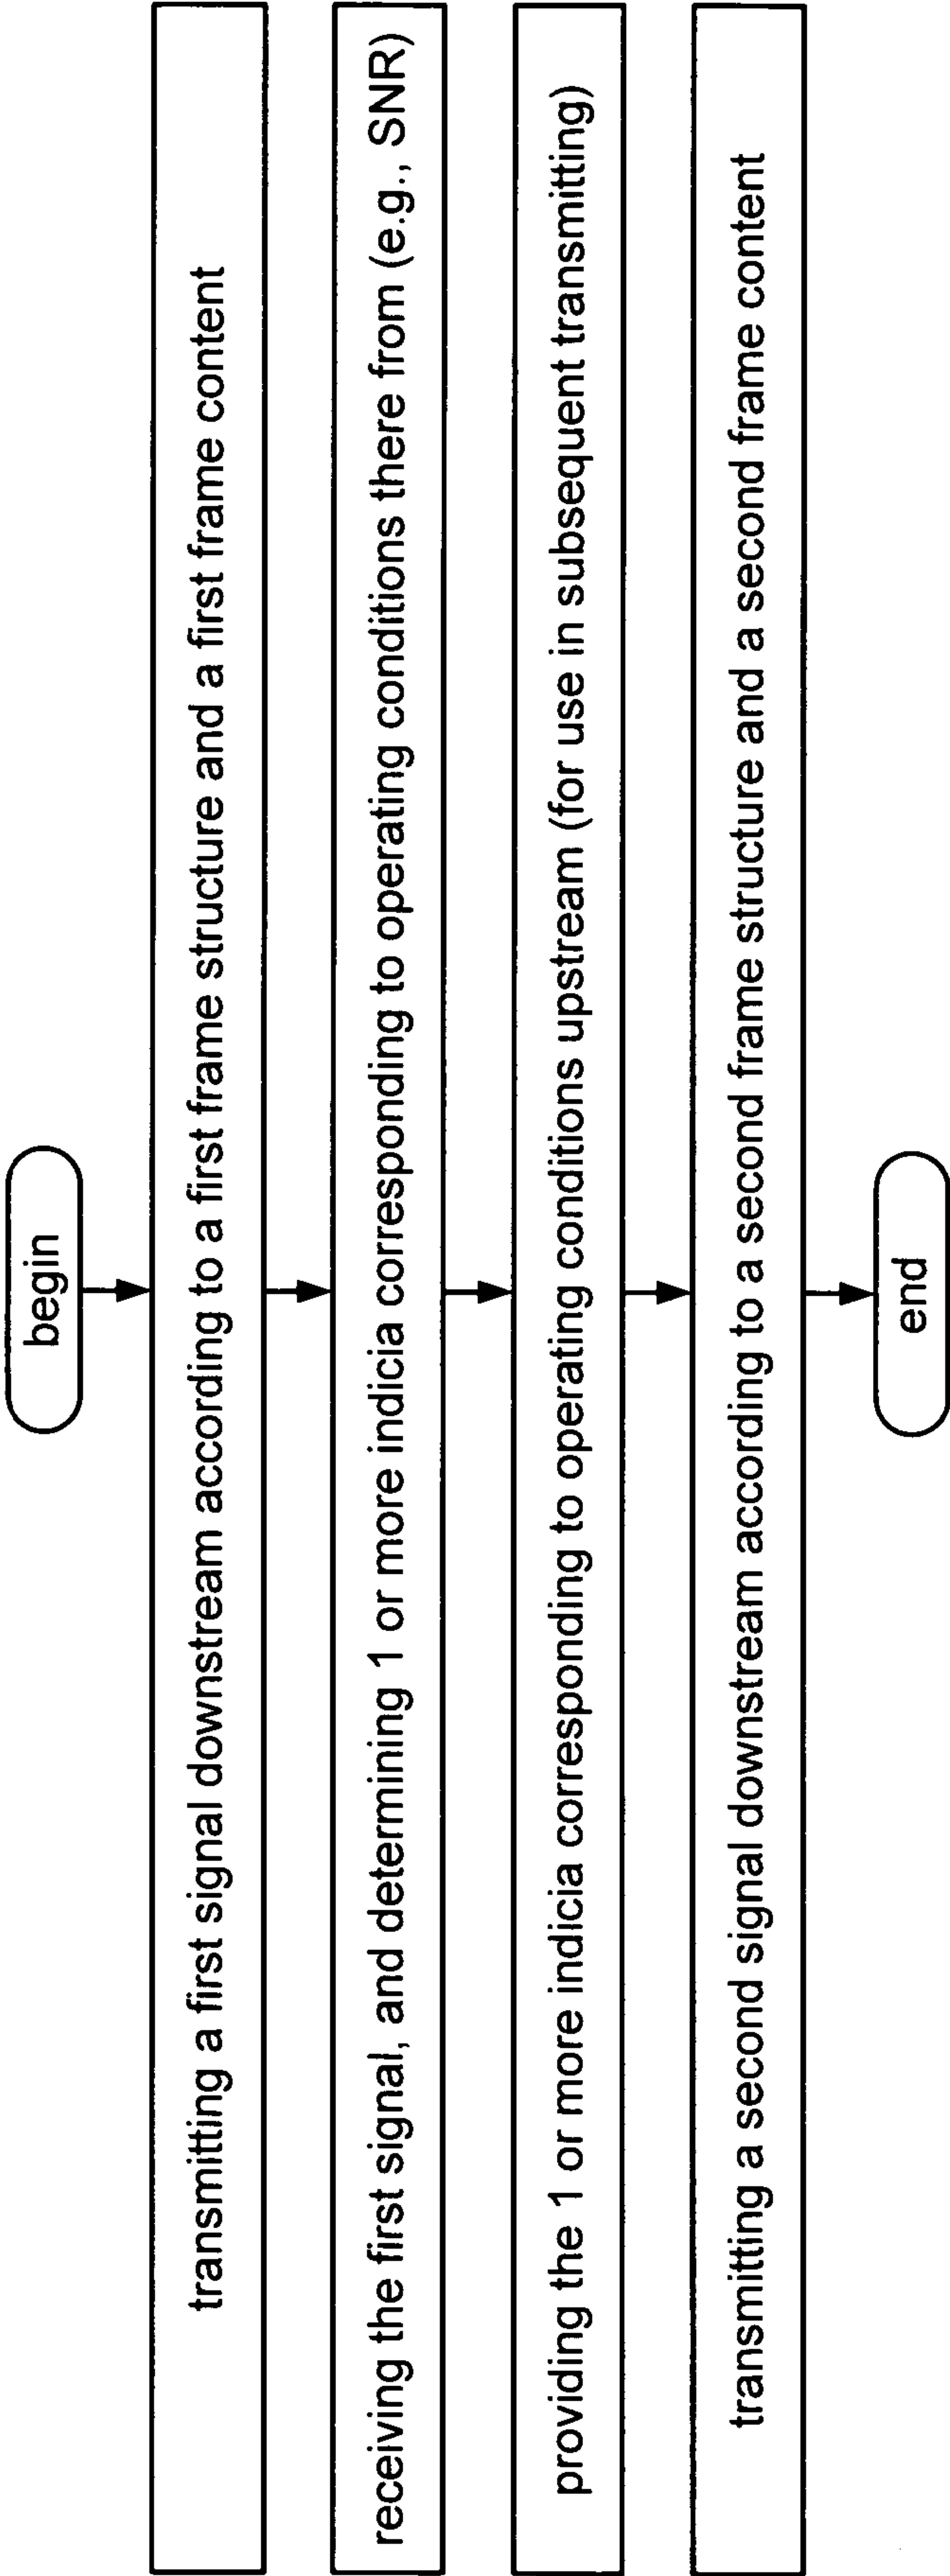 begin
transmitting a first signal downstream according to a first frame structure and a first frame content
receiving the first signal, and determining 1 or more indicia corresponding to operating conditions there from (e.g., SNR)
providing the 1 or more indicia corresponding to operating conditions upstream (for use in subsequent transmitting)
transmitting a second signal downstream according to a second frame structure and a second frame content
end